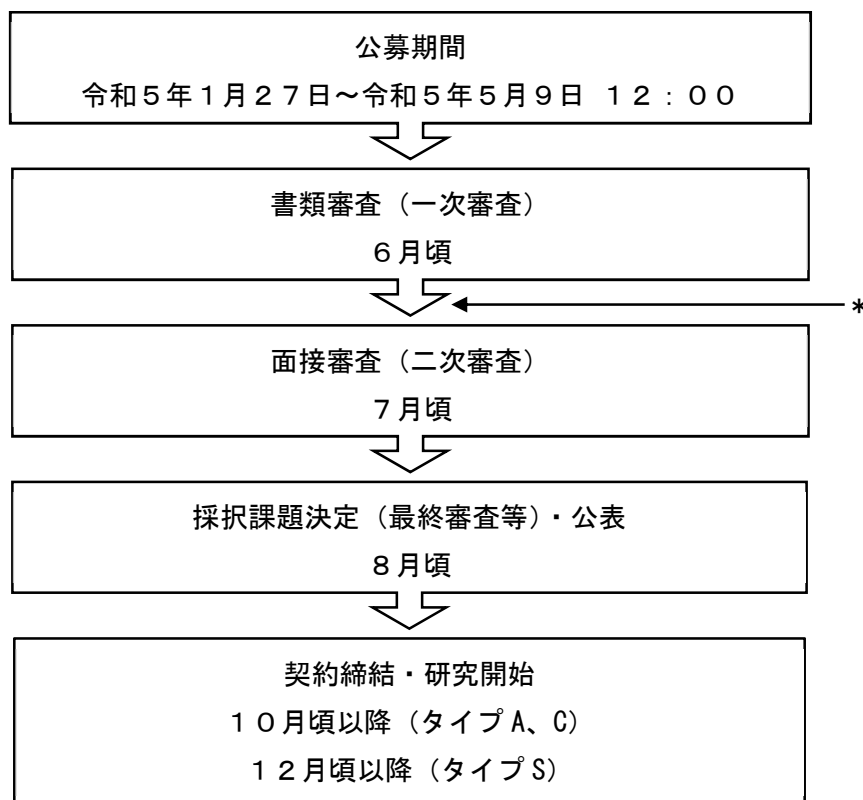 公募期間
令和５年１月２７日～令和５年５月９日 １２：００
書類審査（一次審査）
６月頃
*
面接審査（二次審査）
７月頃
採択課題決定（最終審査等）・公表
８月頃
契約締結・研究開始
１０月頃以降（タイプ A、C）
１２月頃以降（タイプ S）